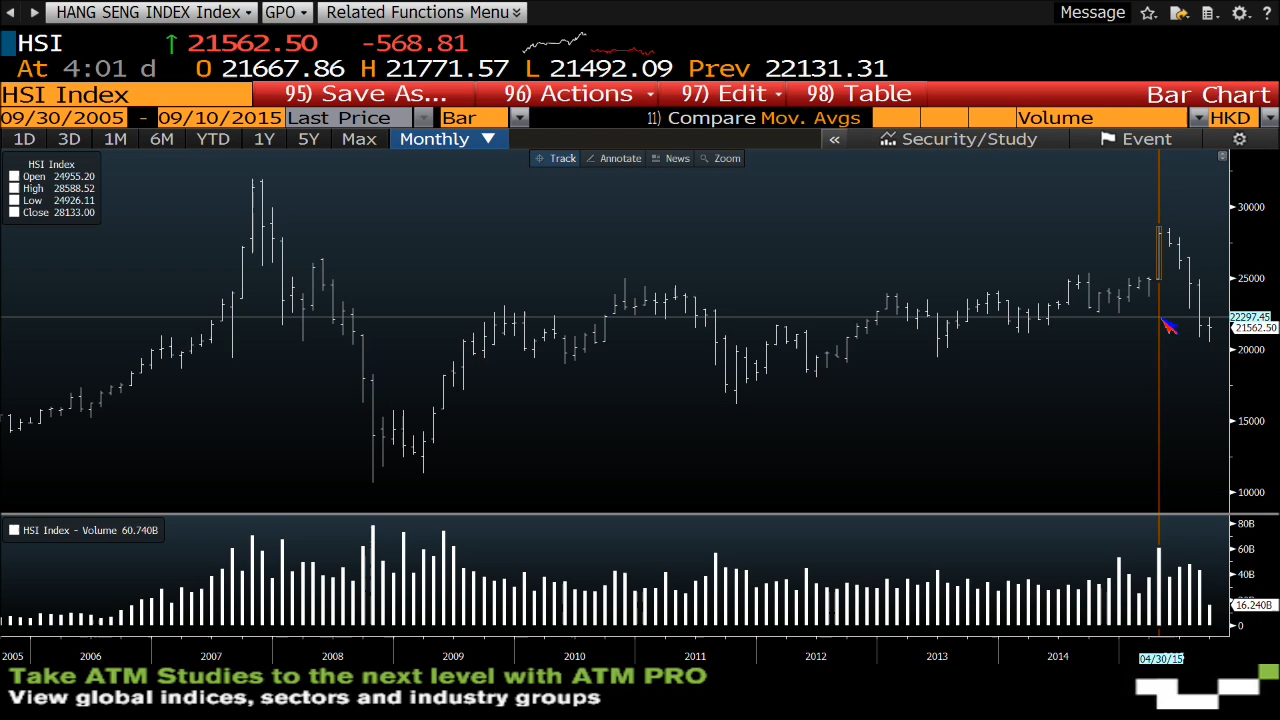 HANG SENG INDEX Index GPO Related Functions Menu Message ?
HSI 21562.50 -568.81
At 4:01 d O 21667.86 H 21771.57 L 21492.09 Prev 22131.31
HSI Index 95) Save As... 96) Actions 97) Edit 98) Table Bar Chart
09/30/2005 - 09/10/2015 Last Price Bar 11) Compare Mov. Avgs Volume HKD
1D 3D 1M 6M YTD 1Y 5Y Max Monthly « Security/Study Event
Track Annotate News Zoom
HSI Index
Open 24955.20
High 28588.52
Low 24926.11
Close 28133.00
30000
25000
22297.45
21562.50
20000
15000
10000
HSI Index - Volume 60.740B
80B
60B
40B
16.240B
0
2005 2006 2007 2008 2009 2010 2011 2012 2013 2014 04/30/15
Take ATM Studies to the next level with ATM PRO
View global indices, sectors and industry groups